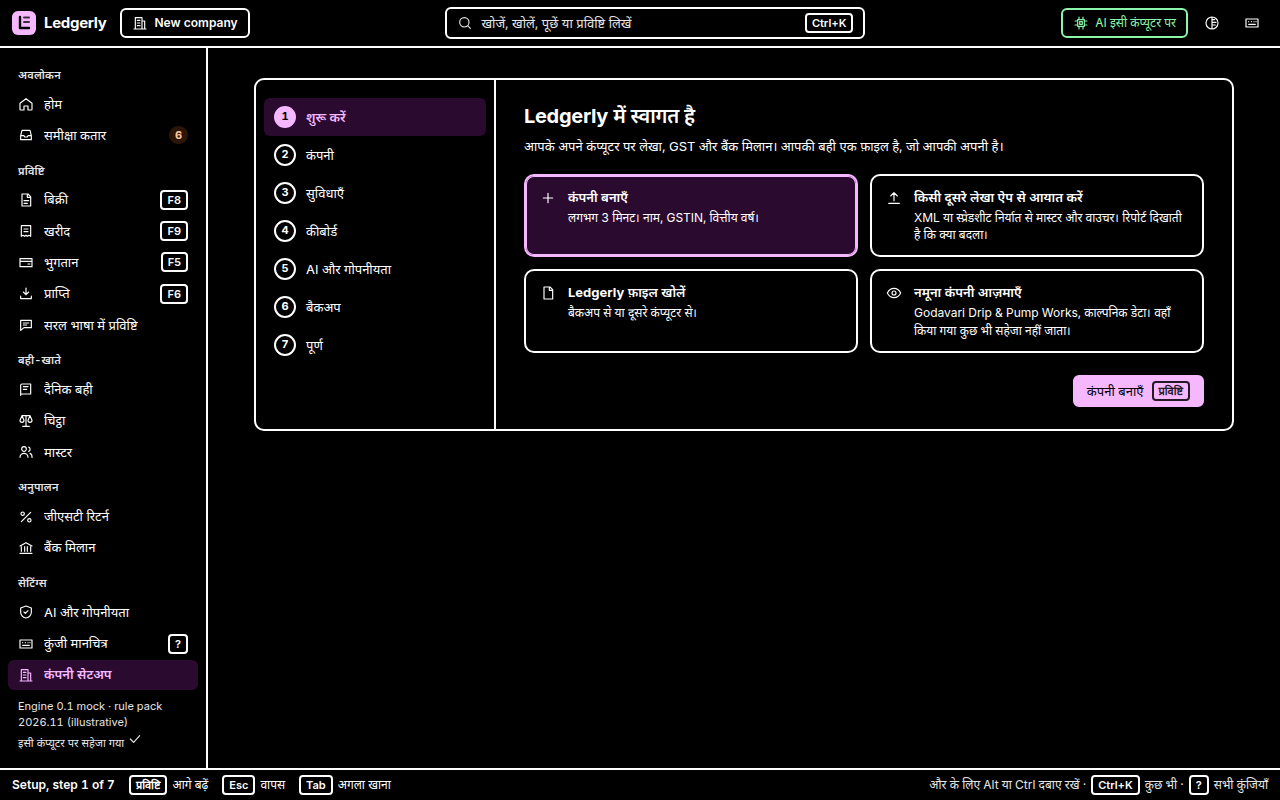 Ledgerly
New company
खोजें, खोलें, पूछें या प्रविष्टि लिखें
Ctrl+K
AI इसी कंप्यूटर पर
अवलोकन
होम
समीक्षा कतार
6
प्रविष्टि
बिक्री
F8
खरीद
F9
भुगतान
F5
प्राप्ति
F6
सरल भाषा में प्रविष्टि
बही-खाते
दैनिक बही
चिट्ठा
मास्टर
अनुपालन
जीएसटी रिटर्न
बैंक मिलान
सेटिंग्स
AI और गोपनीयता
कुंजी मानचित्र
?
कंपनी सेटअप
Engine 0.1 mock · rule pack
2026.11 (illustrative)
इसी कंप्यूटर पर सहेजा गया
1 शुरू करें
2 कंपनी
3 सुविधाएँ
4 कीबोर्ड
5 AI और गोपनीयता
6 बैकअप
7 पूर्ण
Ledgerly में स्वागत है
आपके अपने कंप्यूटर पर लेखा, GST और बैंक मिलान। आपकी बही एक फ़ाइल है, जो आपकी अपनी है।
कंपनी बनाएँ
लगभग 3 मिनट। नाम, GSTIN, वित्तीय वर्ष।
किसी दूसरे लेखा ऐप से आयात करें
XML या स्प्रेडशीट निर्यात से मास्टर और वाउचर। रिपोर्ट दिखाती
है कि क्या बदला।
Ledgerly फ़ाइल खोलें
बैकअप से या दूसरे कंप्यूटर से।
नमूना कंपनी आज़माएँ
Godavari Drip & Pump Works, काल्पनिक डेटा। वहाँ
किया गया कुछ भी सहेजा नहीं जाता।
कंपनी बनाएँ प्रविष्टि
Setup, step 1 of 7 प्रविष्टि आगे बढ़ें Esc वापस Tab अगला खाना
और के लिए Alt या Ctrl दबाए रखें · Ctrl+K कुछ भी · ? सभी कुंजियाँ